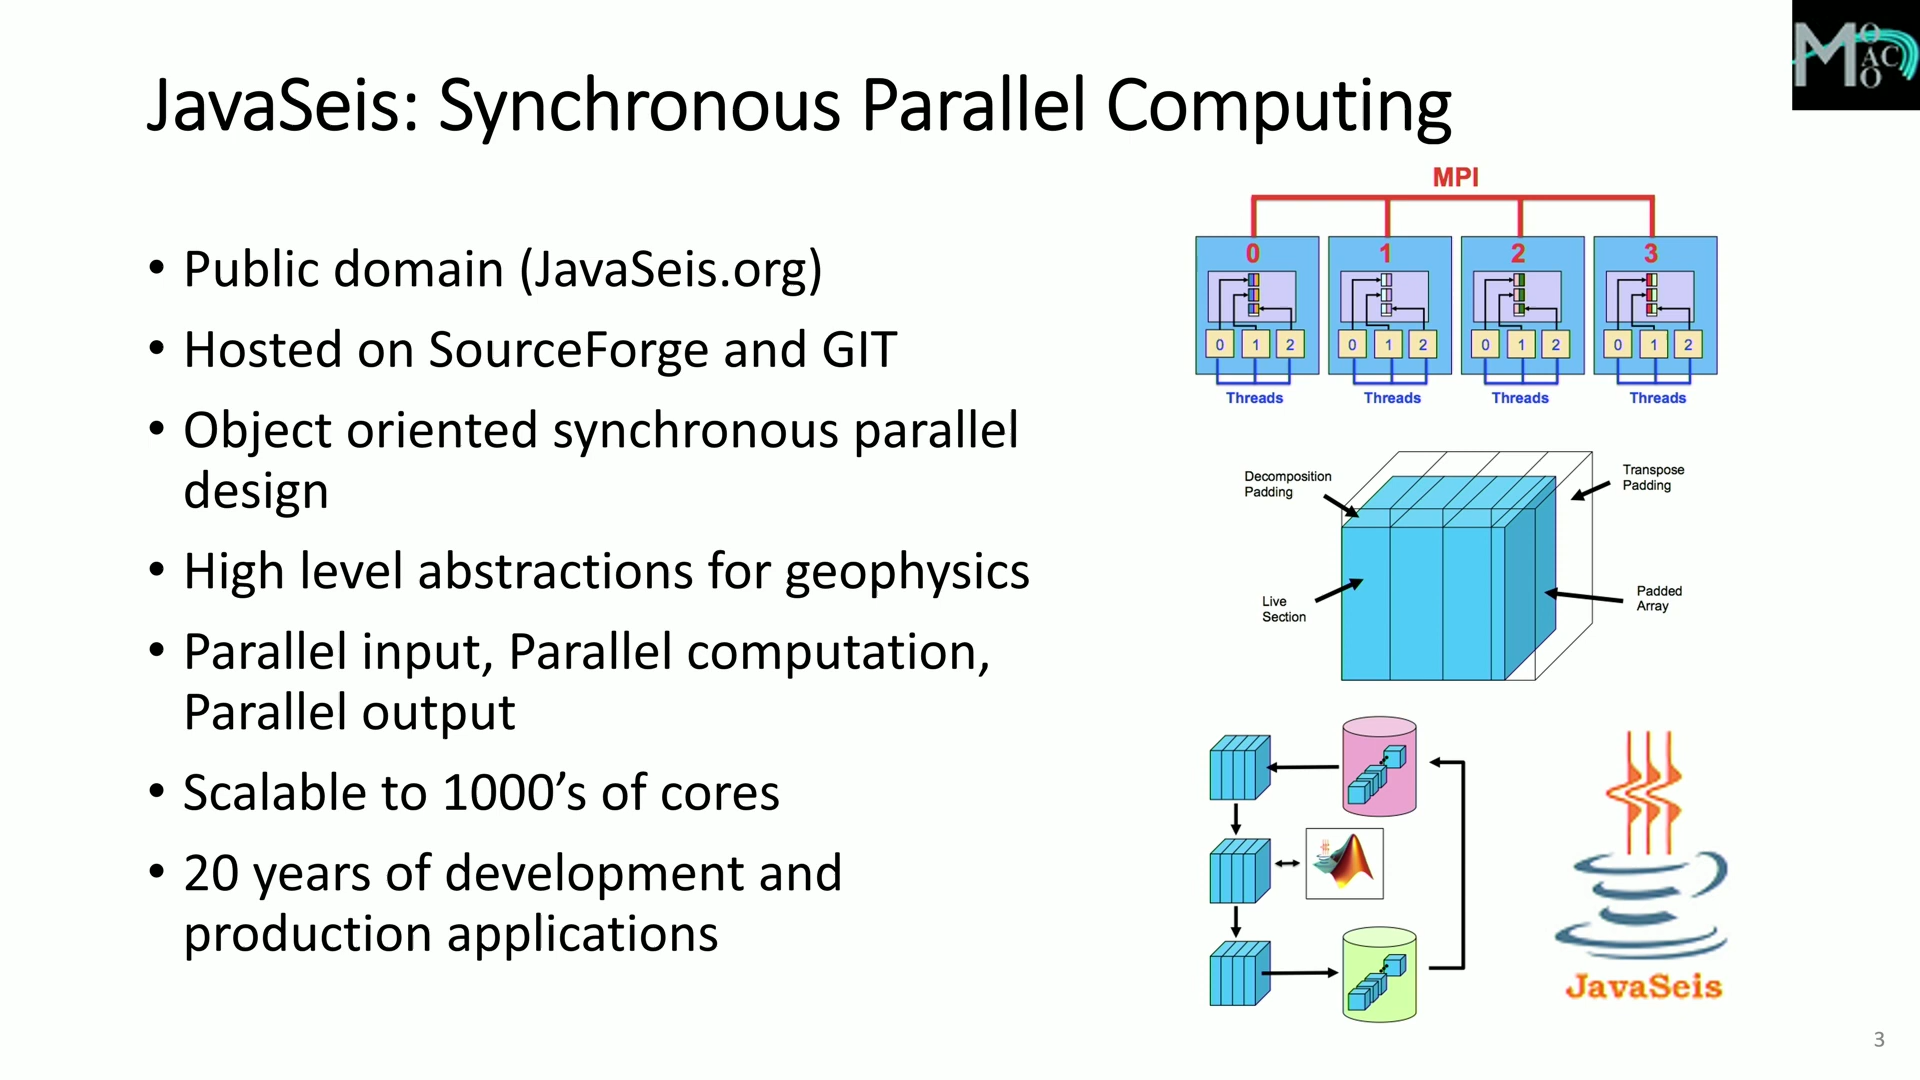 JavaSeis: Synchronous Parallel Computing
• Public domain (JavaSeis.org)
• Hosted on SourceForge and GIT
• Object oriented synchronous parallel
design
• High level abstractions for geophysics
• Parallel input, Parallel computation,
Parallel output
• Scalable to 1000’s of cores
• 20 years of development and
production applications
MPI
0 1 2 3
0 1 2 0 1 2 0 1 2 0 1 2
Threads Threads Threads Threads
Decomposition
Padding
Transpose
Padding
Live
Section
Padded
Array
JavaSeis
MOACO
3